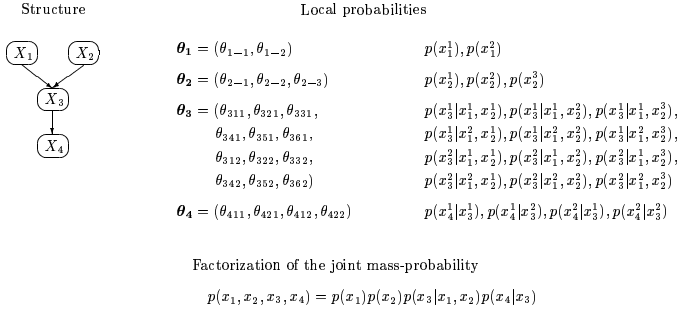 Structure Local probabilities
X₁ X₂ θ₁ = (θ₁₋₁, θ₁₋₂) p(x₁¹), p(x₁²)
θ₂ = (θ₂₋₁, θ₂₋₂, θ₂₋₃) p(x₂¹), p(x₂²), p(x₂³)
X₃ θ₃ = (θ₃₁₁, θ₃₂₁, θ₃₃₁, p(x₃¹|x₁¹, x₂¹), p(x₃¹|x₁¹, x₂²), p(x₃¹|x₁¹, x₂³),
θ₃₄₁, θ₃₅₁, θ₃₆₁, p(x₃¹|x₁², x₂¹), p(x₃¹|x₁², x₂²), p(x₃¹|x₁², x₂³),
X₄ θ₃₁₂, θ₃₂₂, θ₃₃₂, p(x₃²|x₁¹, x₂¹), p(x₃²|x₁¹, x₂²), p(x₃²|x₁¹, x₂³),
θ₃₄₂, θ₃₅₂, θ₃₆₂) p(x₃²|x₁², x₂¹), p(x₃²|x₁², x₂²), p(x₃²|x₁², x₂³)
θ₄ = (θ₄₁₁, θ₄₂₁, θ₄₁₂, θ₄₂₂) p(x₄¹|x₃¹), p(x₄¹|x₃²), p(x₄²|x₃¹), p(x₄²|x₃²)
Factorization of the joint mass-probability
p(x₁, x₂, x₃, x₄) = p(x₁)p(x₂)p(x₃|x₁, x₂)p(x₄|x₃)